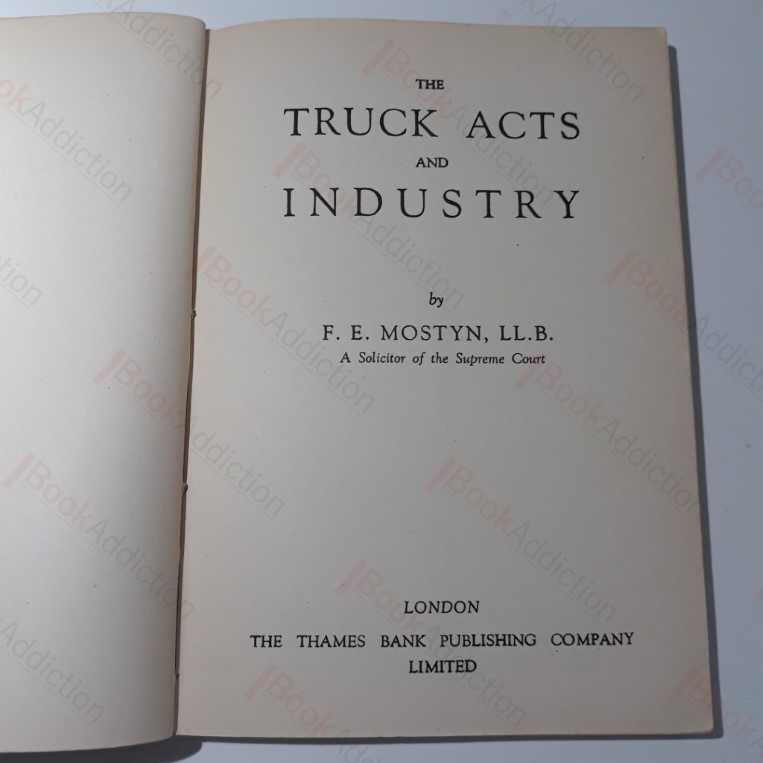 THE
TRUCK ACTS
AND
INDUSTRY
by
F. E. MOSTYN, LL.B.
A Solicitor of the Supreme Court
LONDON
THE THAMES BANK PUBLISHING COMPANY
LIMITED
BookAddiction